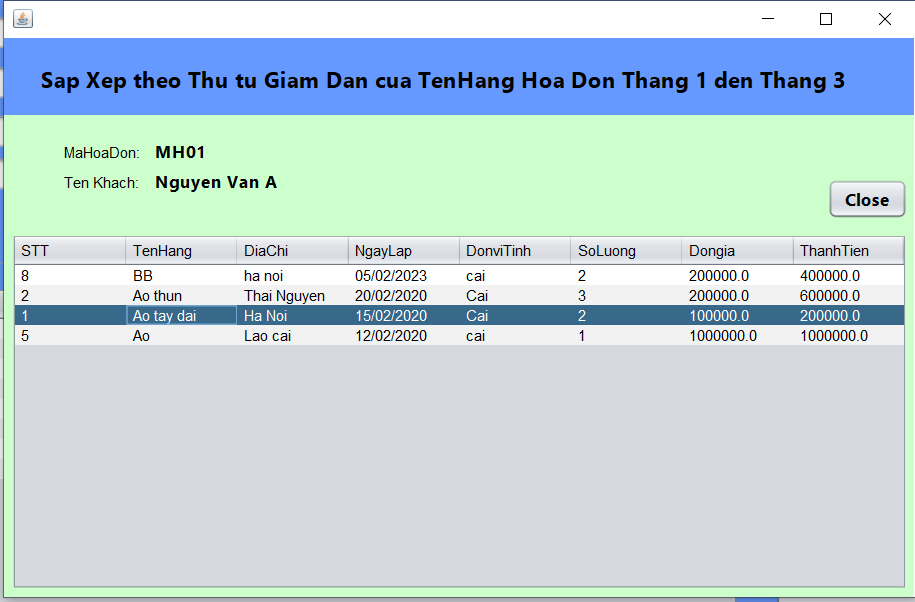 Sap Xep theo Thu tu Giam Dan cua TenHang Hoa Don Thang 1 den Thang 3
MaHoaDon: MH01
Ten Khach: Nguyen Van A
Close
STT TenHang DiaChi NgayLap DonviTinh SoLuong Dongia ThanhTien
8 BB ha noi 05/02/2023 cai 2 200000.0 400000.0
2 Ao thun Thai Nguyen 20/02/2020 Cai 3 200000.0 600000.0
1 Ao tay dai Ha Noi 15/02/2020 Cai 2 100000.0 200000.0
5 Ao Lao cai 12/02/2020 cai 1 1000000.0 1000000.0